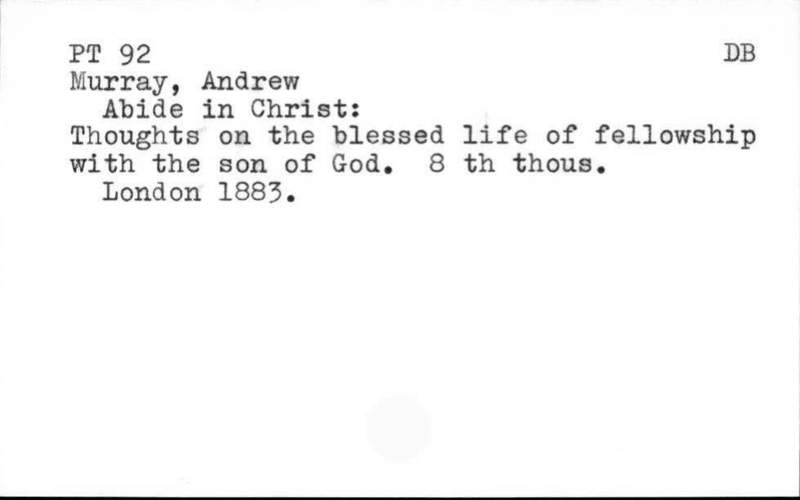 PT 92 DB
Murray, Andrew
Abide in Christ:
Thoughts on the blessed life of fellowship
with the son of God. 8 th thous.
London 1883.